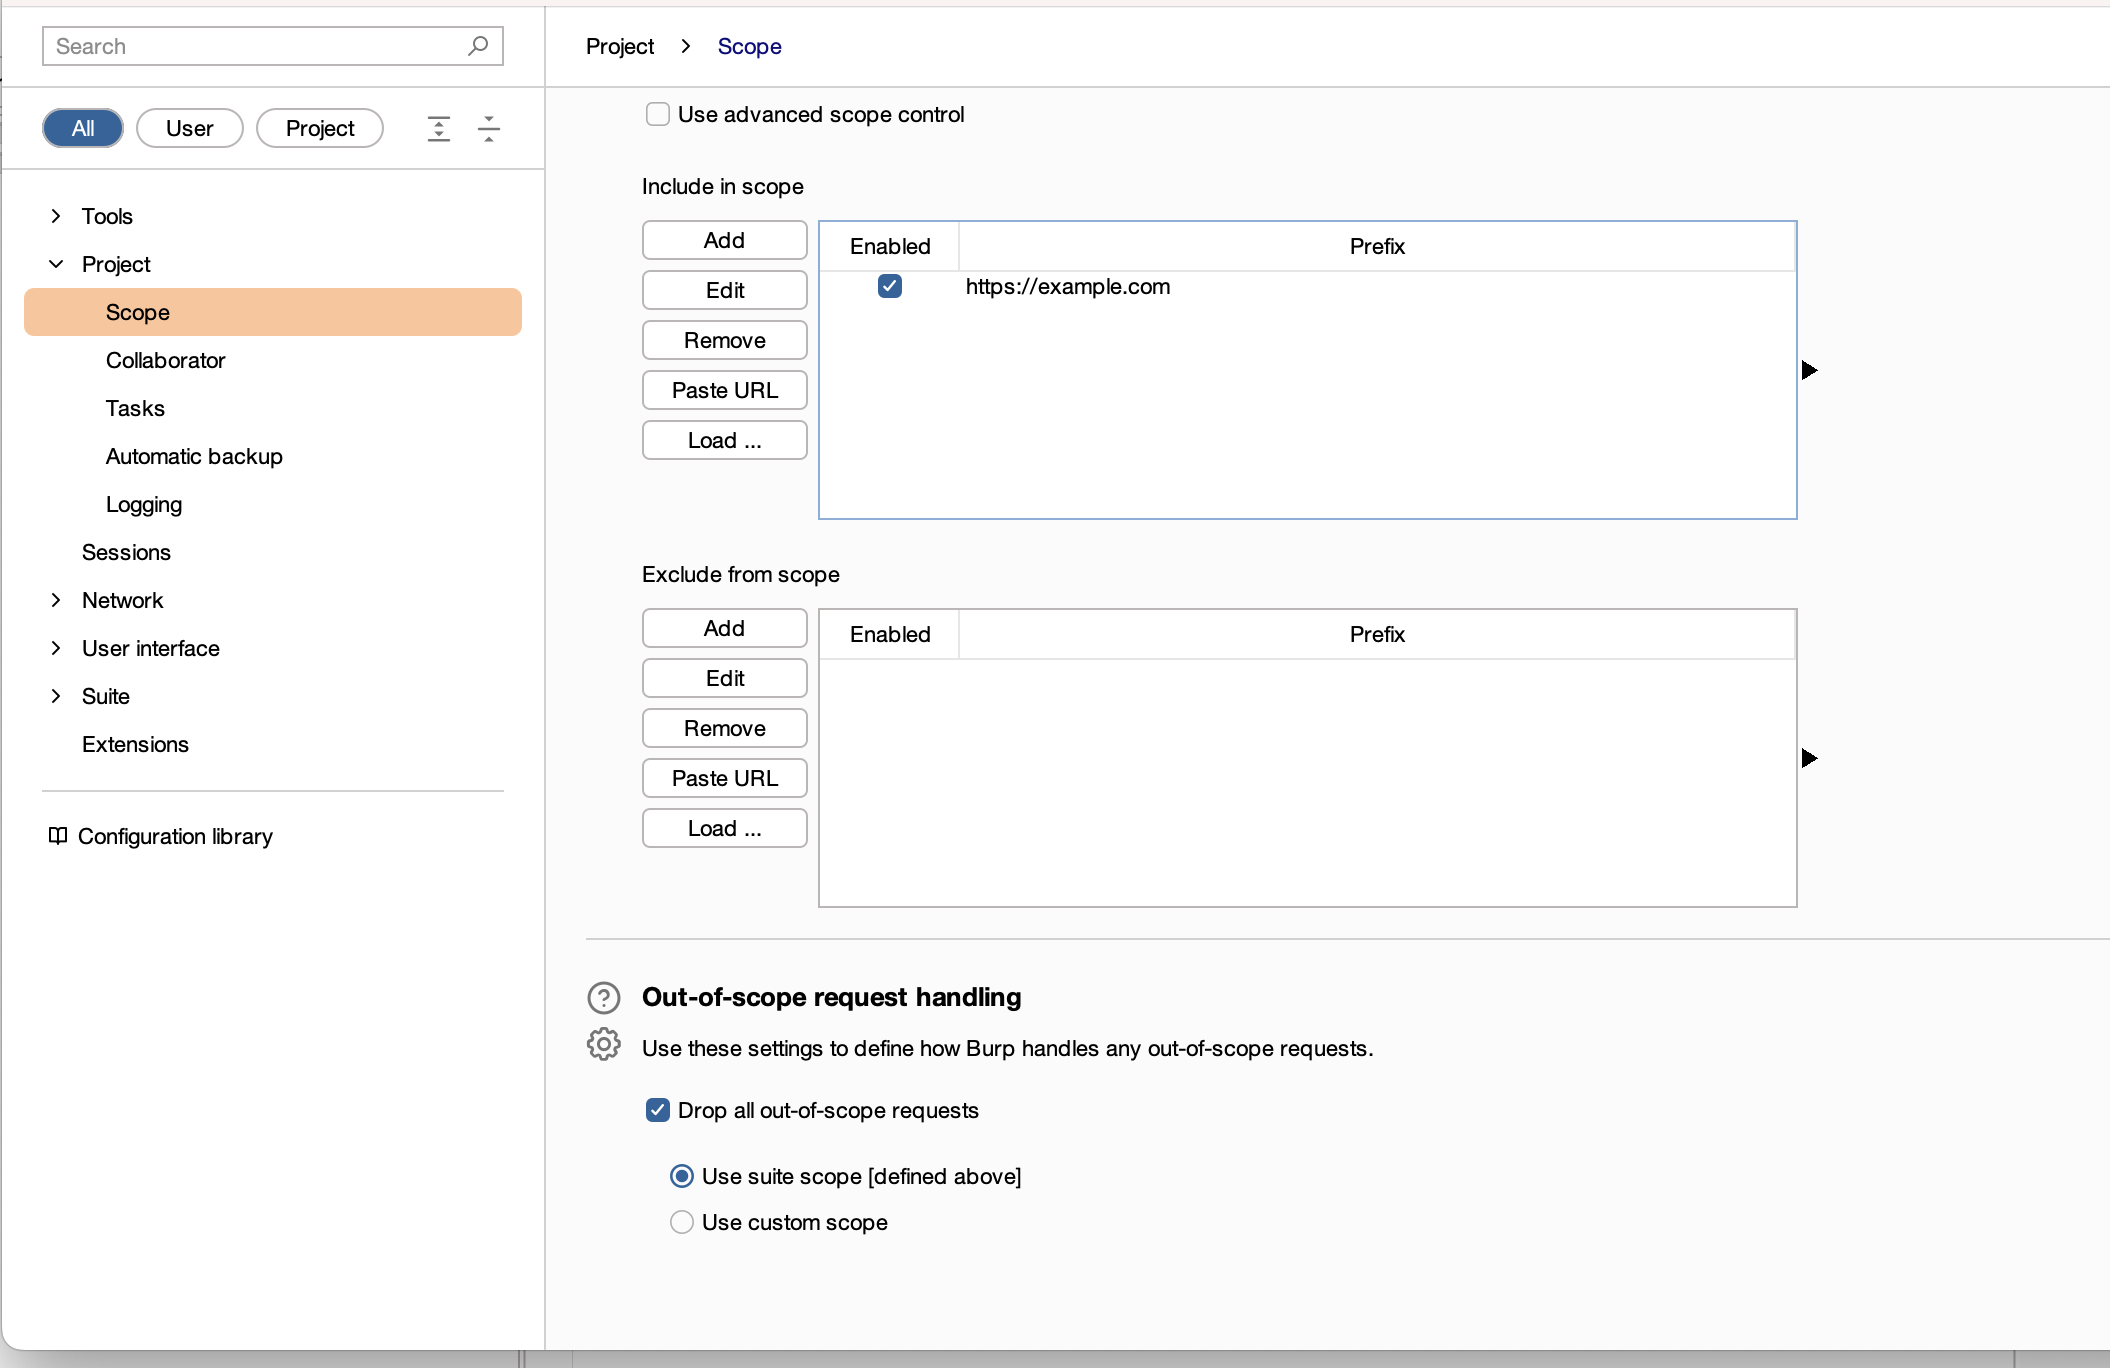 Search
All User Project
Tools
Project
Scope
Collaborator
Tasks
Automatic backup
Logging
Sessions
Network
User interface
Suite
Extensions
Configuration library
Project > Scope
Use advanced scope control
Include in scope
Add
Edit
Remove
Paste URL
Load ...
Enabled Prefix
https://example.com
Exclude from scope
Add
Edit
Remove
Paste URL
Load ...
Enabled Prefix
Out-of-scope request handling
Use these settings to define how Burp handles any out-of-scope requests.
Drop all out-of-scope requests
Use suite scope [defined above]
Use custom scope